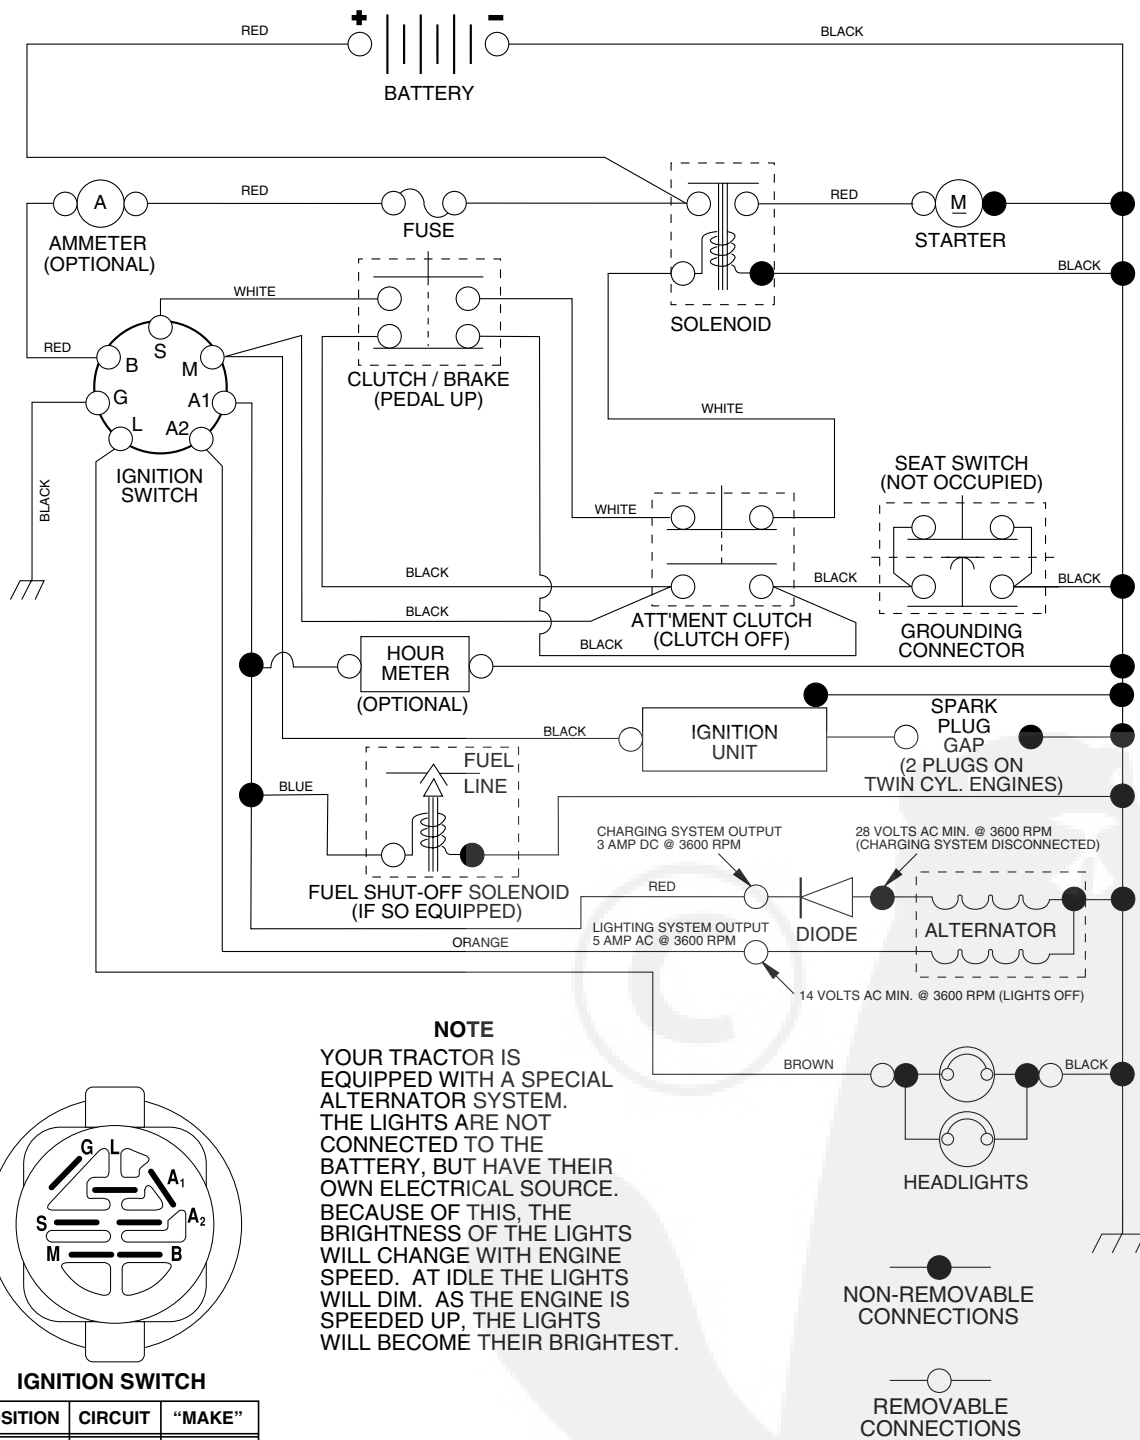 RED
+
-
BLACK
BATTERY
A
RED
AMMETER
(OPTIONAL)
FUSE
RED
M
STARTER
BLACK
SOLENOID
WHITE
RED
S
B
M
G
A1
L
A2
IGNITION
SWITCH
BLACK
CLUTCH / BRAKE
(PEDAL UP)
WHITE
WHITE
SEAT SWITCH
(NOT OCCUPIED)
BLACK
BLACK
BLACK
BLACK
BLACK
ATT'MENT CLUTCH
(CLUTCH OFF)
GROUNDING
CONNECTOR
HOUR
METER
(OPTIONAL)
BLACK
IGNITION
UNIT
SPARK
PLUG
GAP
(2 PLUGS ON
TWIN CYL. ENGINES)
BLUE
FUEL
LINE
FUEL SHUT-OFF SOLENOID
(IF SO EQUIPPED)
CHARGING SYSTEM OUTPUT
3 AMP DC @ 3600 RPM
28 VOLTS AC MIN. @ 3600 RPM
(CHARGING SYSTEM DISCONNECTED)
RED
DIODE
ALTERNATOR
LIGHTING SYSTEM OUTPUT
5 AMP AC @ 3600 RPM
ORANGE
14 VOLTS AC MIN. @ 3600 RPM (LIGHTS OFF)
©
BROWN
BLACK
HEADLIGHTS
NOTE
YOUR TRACTOR IS
EQUIPPED WITH A SPECIAL
ALTERNATOR SYSTEM.
THE LIGHTS ARE NOT
CONNECTED TO THE
BATTERY, BUT HAVE THEIR
OWN ELECTRICAL SOURCE.
BECAUSE OF THIS, THE
BRIGHTNESS OF THE LIGHTS
WILL CHANGE WITH ENGINE
SPEED. AT IDLE THE LIGHTS
WILL DIM. AS THE ENGINE IS
SPEEDED UP, THE LIGHTS
WILL BECOME THEIR BRIGHTEST.
G L
A1
S A2
M B
IGNITION SWITCH
SITION CIRCUIT “MAKE”
NON-REMOVABLE
CONNECTIONS
REMOVABLE
CONNECTIONS